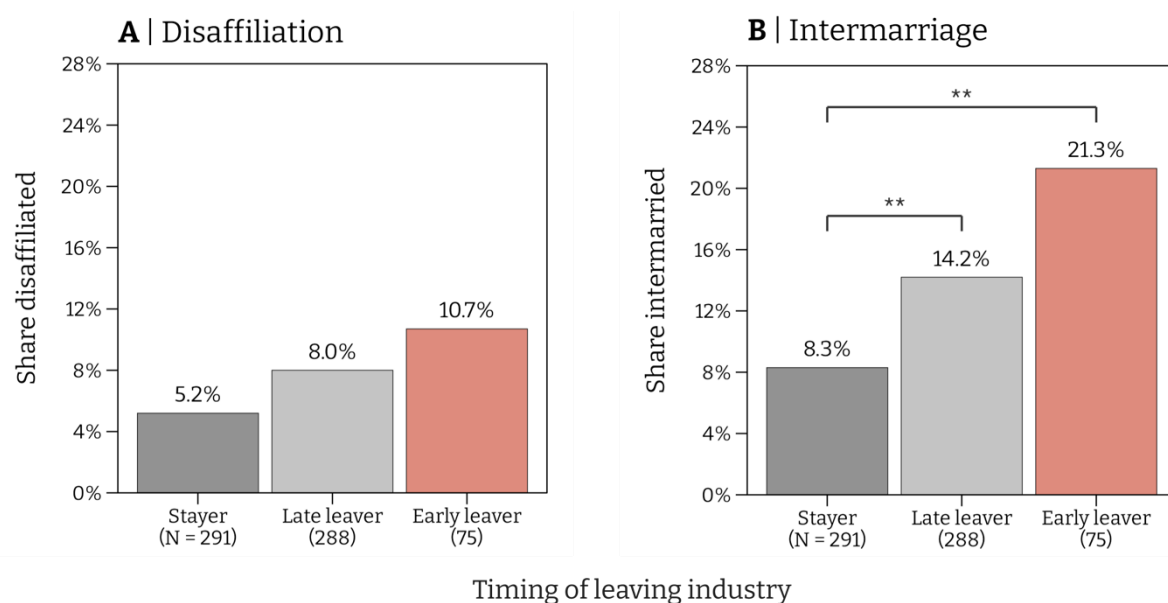 A | Disaffiliation
Share disaffiliated
28%
24%
20%
16%
12%
8%
4%
0%
5.2%
8.0%
10.7%
Stayer
(N = 291)
Late leaver
(288)
Early leaver
(75)
B | Intermarriage
Share intermarried
28%
24%
20%
16%
12%
8%
4%
0%
**
**
8.3%
14.2%
21.3%
Stayer
(N = 291)
Late leaver
(288)
Early leaver
(75)
Timing of leaving industry